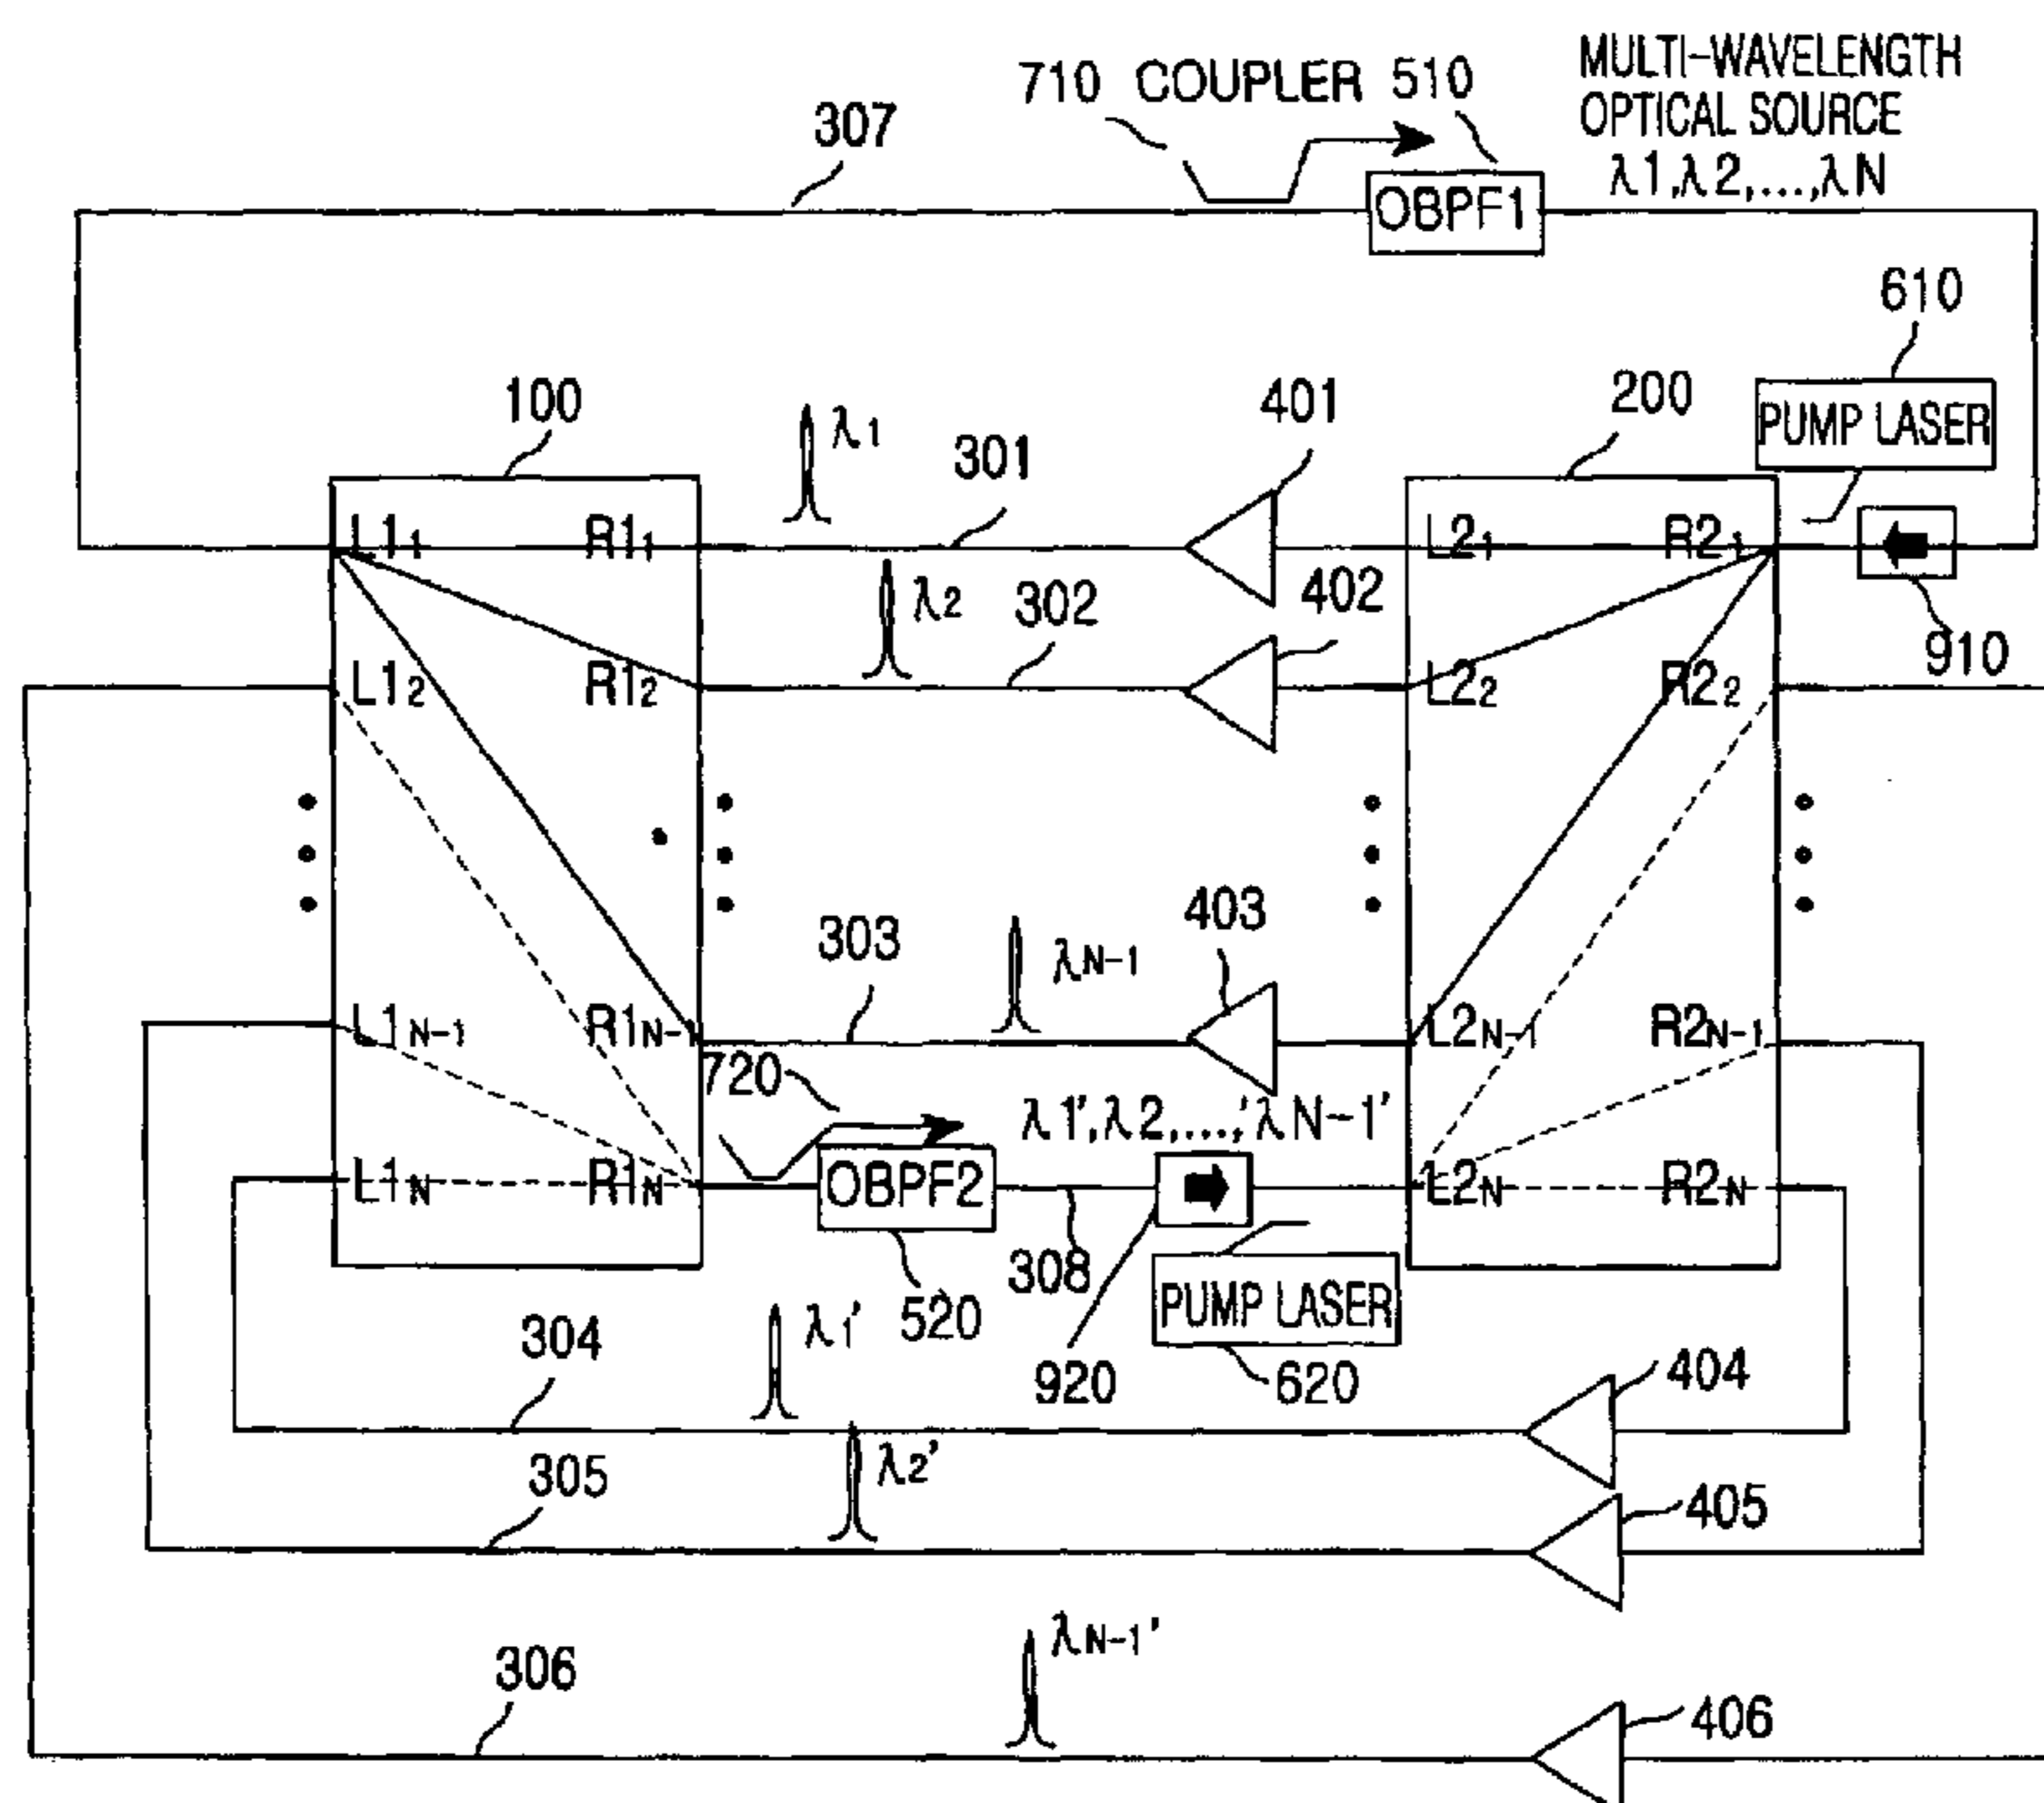 710 COUPLER 510
MULTI-WAVELENGTH
OPTICAL SOURCE
λ1,λ2,...,λN
307
OBPF1
610
PUMP LASER
100
λ1
301
401
200
L11
R11
L21
R21
λ2
302
402
910
L12
R12
L22
R22
303
λN-1
403
L1N-1
R1N-1
L2N-1
R2N-1
720
λ1',λ2,...,'λN-1'
L1N
R1N
OBPF2
L2N
R2N
308
520
PUMP LASER
920
620
304
λ1'
404
305
λ2'
405
306
λN-1'
406